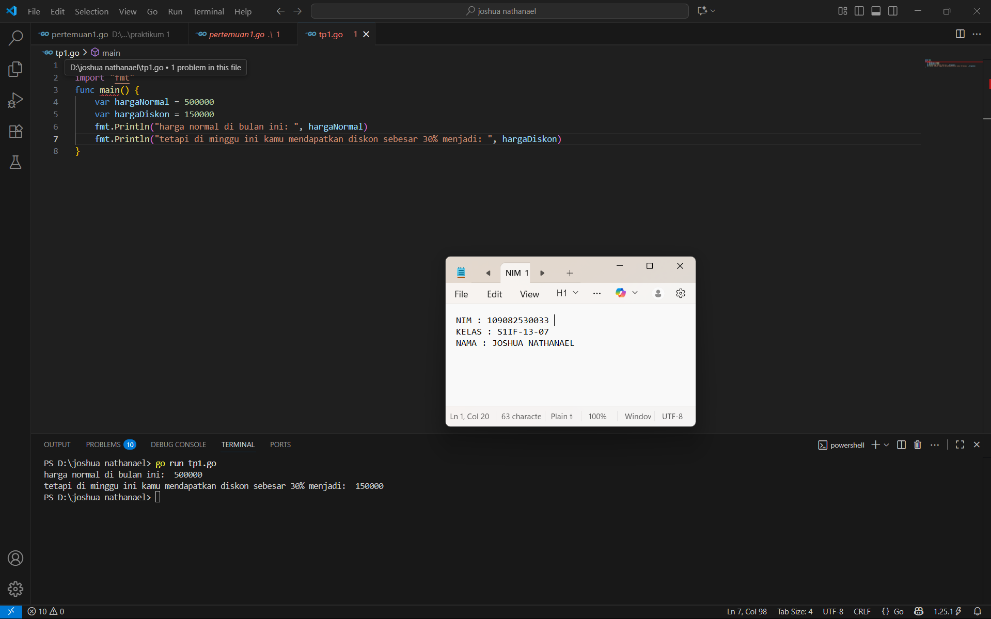 File Edit Selection View Go Run Terminal Help
joshua nathanael
pertemuan1.go D:\...\praktikum 1
pertemuan1.go .\ 1
tp1.go 1
tp1.go > main
D:\joshua nathanael\tp1.go • 1 problem in this file
1
2 import "fmt"
3 func main() {
4 var hargaNormal = 500000
5 var hargaDiskon = 150000
6 fmt.Println("harga normal di bulan ini: ", hargaNormal)
7 fmt.Println("tetapi di minggu ini kamu mendapatkan diskon sebesar 30% menjadi: ", hargaDiskon)
8 }
NIM 1
File Edit View H1
NIM : 109082530033
KELAS : S1IF-13-07
NAMA : JOSHUA NATHANAEL
Ln 1, Col 20 63 characte Plain t 100% Window UTF-8
OUTPUT PROBLEMS 10 DEBUG CONSOLE TERMINAL PORTS
powershell
PS D:\joshua nathanael> go run tp1.go
harga normal di bulan ini:  500000
tetapi di minggu ini kamu mendapatkan diskon sebesar 30% menjadi:  150000
PS D:\joshua nathanael>
10 0
Ln 7, Col 98 Tab Size: 4 UTF-8 CRLF {} Go 1.25.1